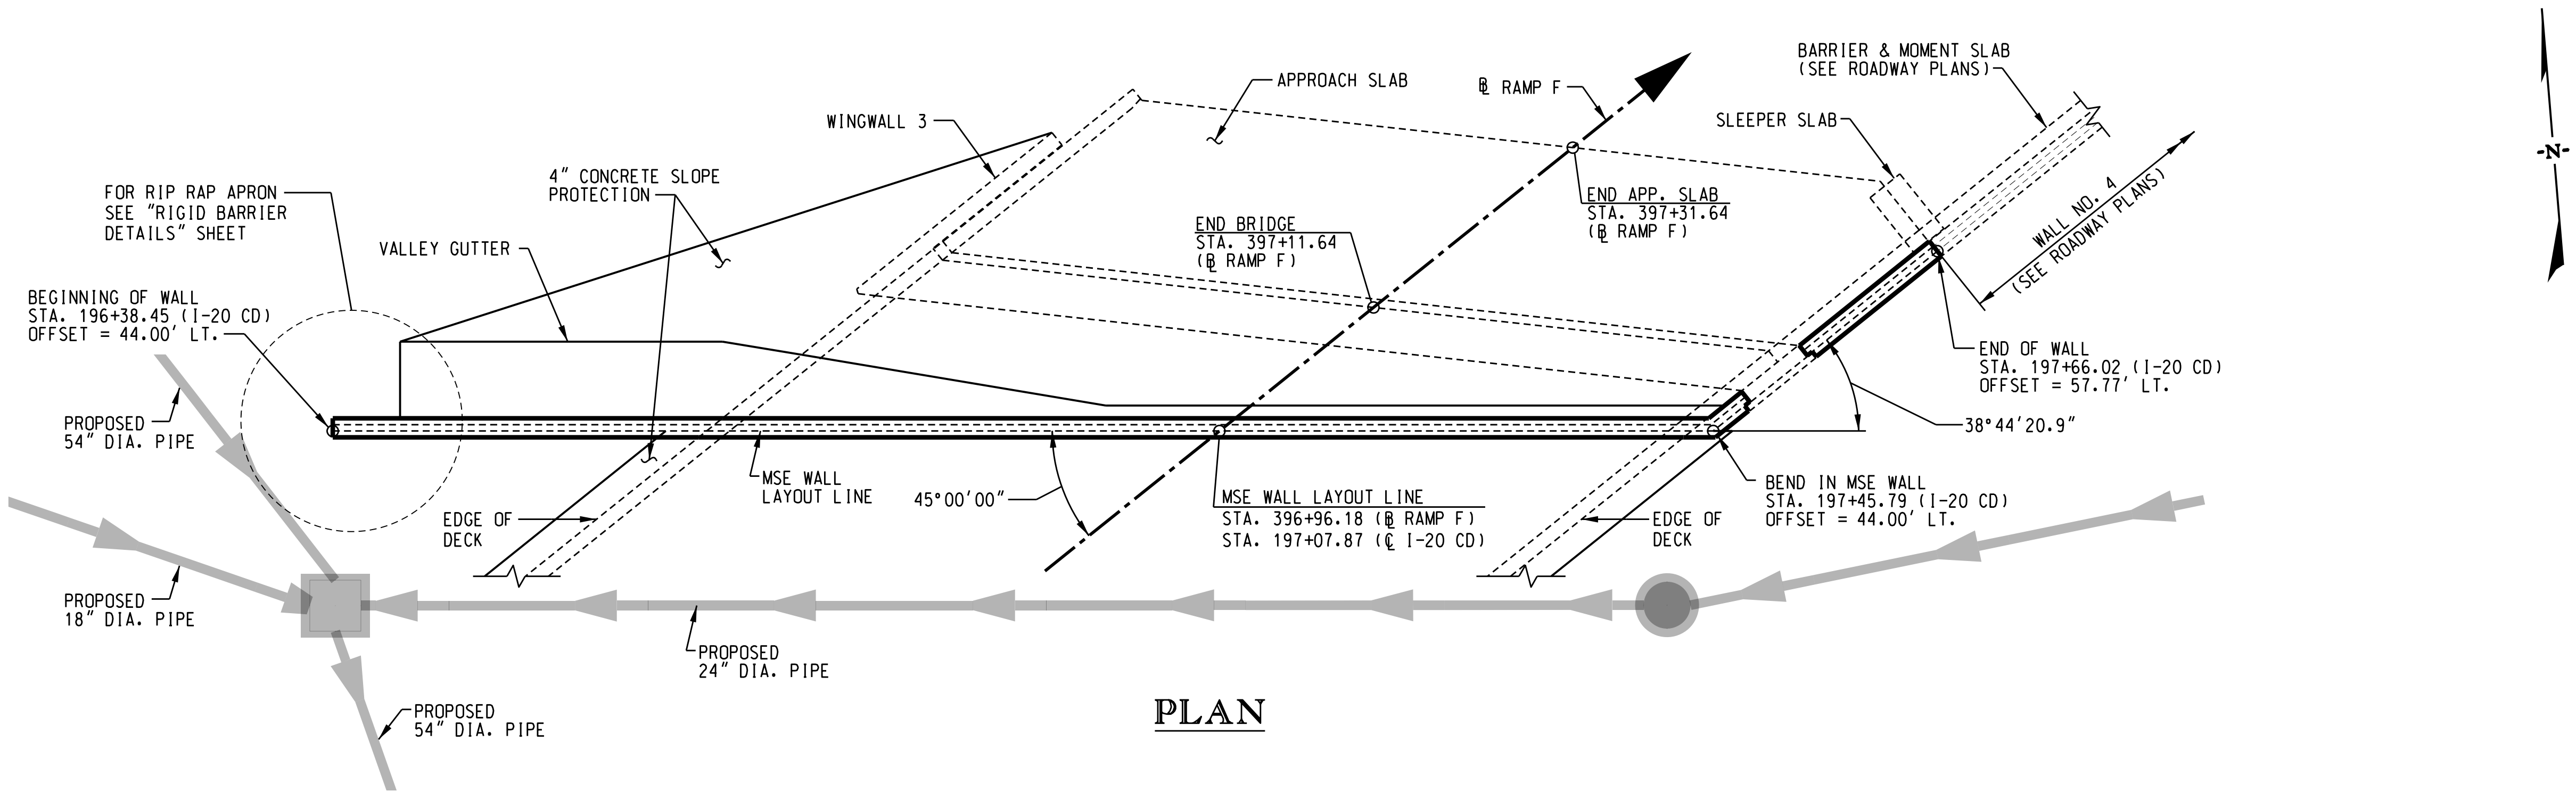 BARRIER & MOMENT SLAB
(SEE ROADWAY PLANS)
APPROACH SLAB
℄ RAMP F
SLEEPER SLAB
WINGWALL 3
-N-
4" CONCRETE SLOPE
PROTECTION
FOR RIP RAP APRON
SEE "RIGID BARRIER
DETAILS" SHEET
END APP. SLAB
STA. 397+31.64
(BL RAMP F)
WALL NO. 4
(SEE ROADWAY PLANS)
END BRIDGE
STA. 397+11.64
(BL RAMP F)
VALLEY GUTTER
BEGINNING OF WALL
STA. 196+38.45 (I-20 CD)
OFFSET = 44.00' LT.
END OF WALL
STA. 197+66.02 (I-20 CD)
OFFSET = 57.77' LT.
PROPOSED
54" DIA. PIPE
38°44'20.9"
MSE WALL
LAYOUT LINE
45°00'00"
MSE WALL LAYOUT LINE
STA. 396+96.18 (BL RAMP F)
STA. 197+07.87 (℄ I-20 CD)
BEND IN MSE WALL
STA. 197+45.79 (I-20 CD)
OFFSET = 44.00' LT.
EDGE OF
DECK
EDGE OF
DECK
PROPOSED
18" DIA. PIPE
PROPOSED
24" DIA. PIPE
PROPOSED
54" DIA. PIPE
PLAN